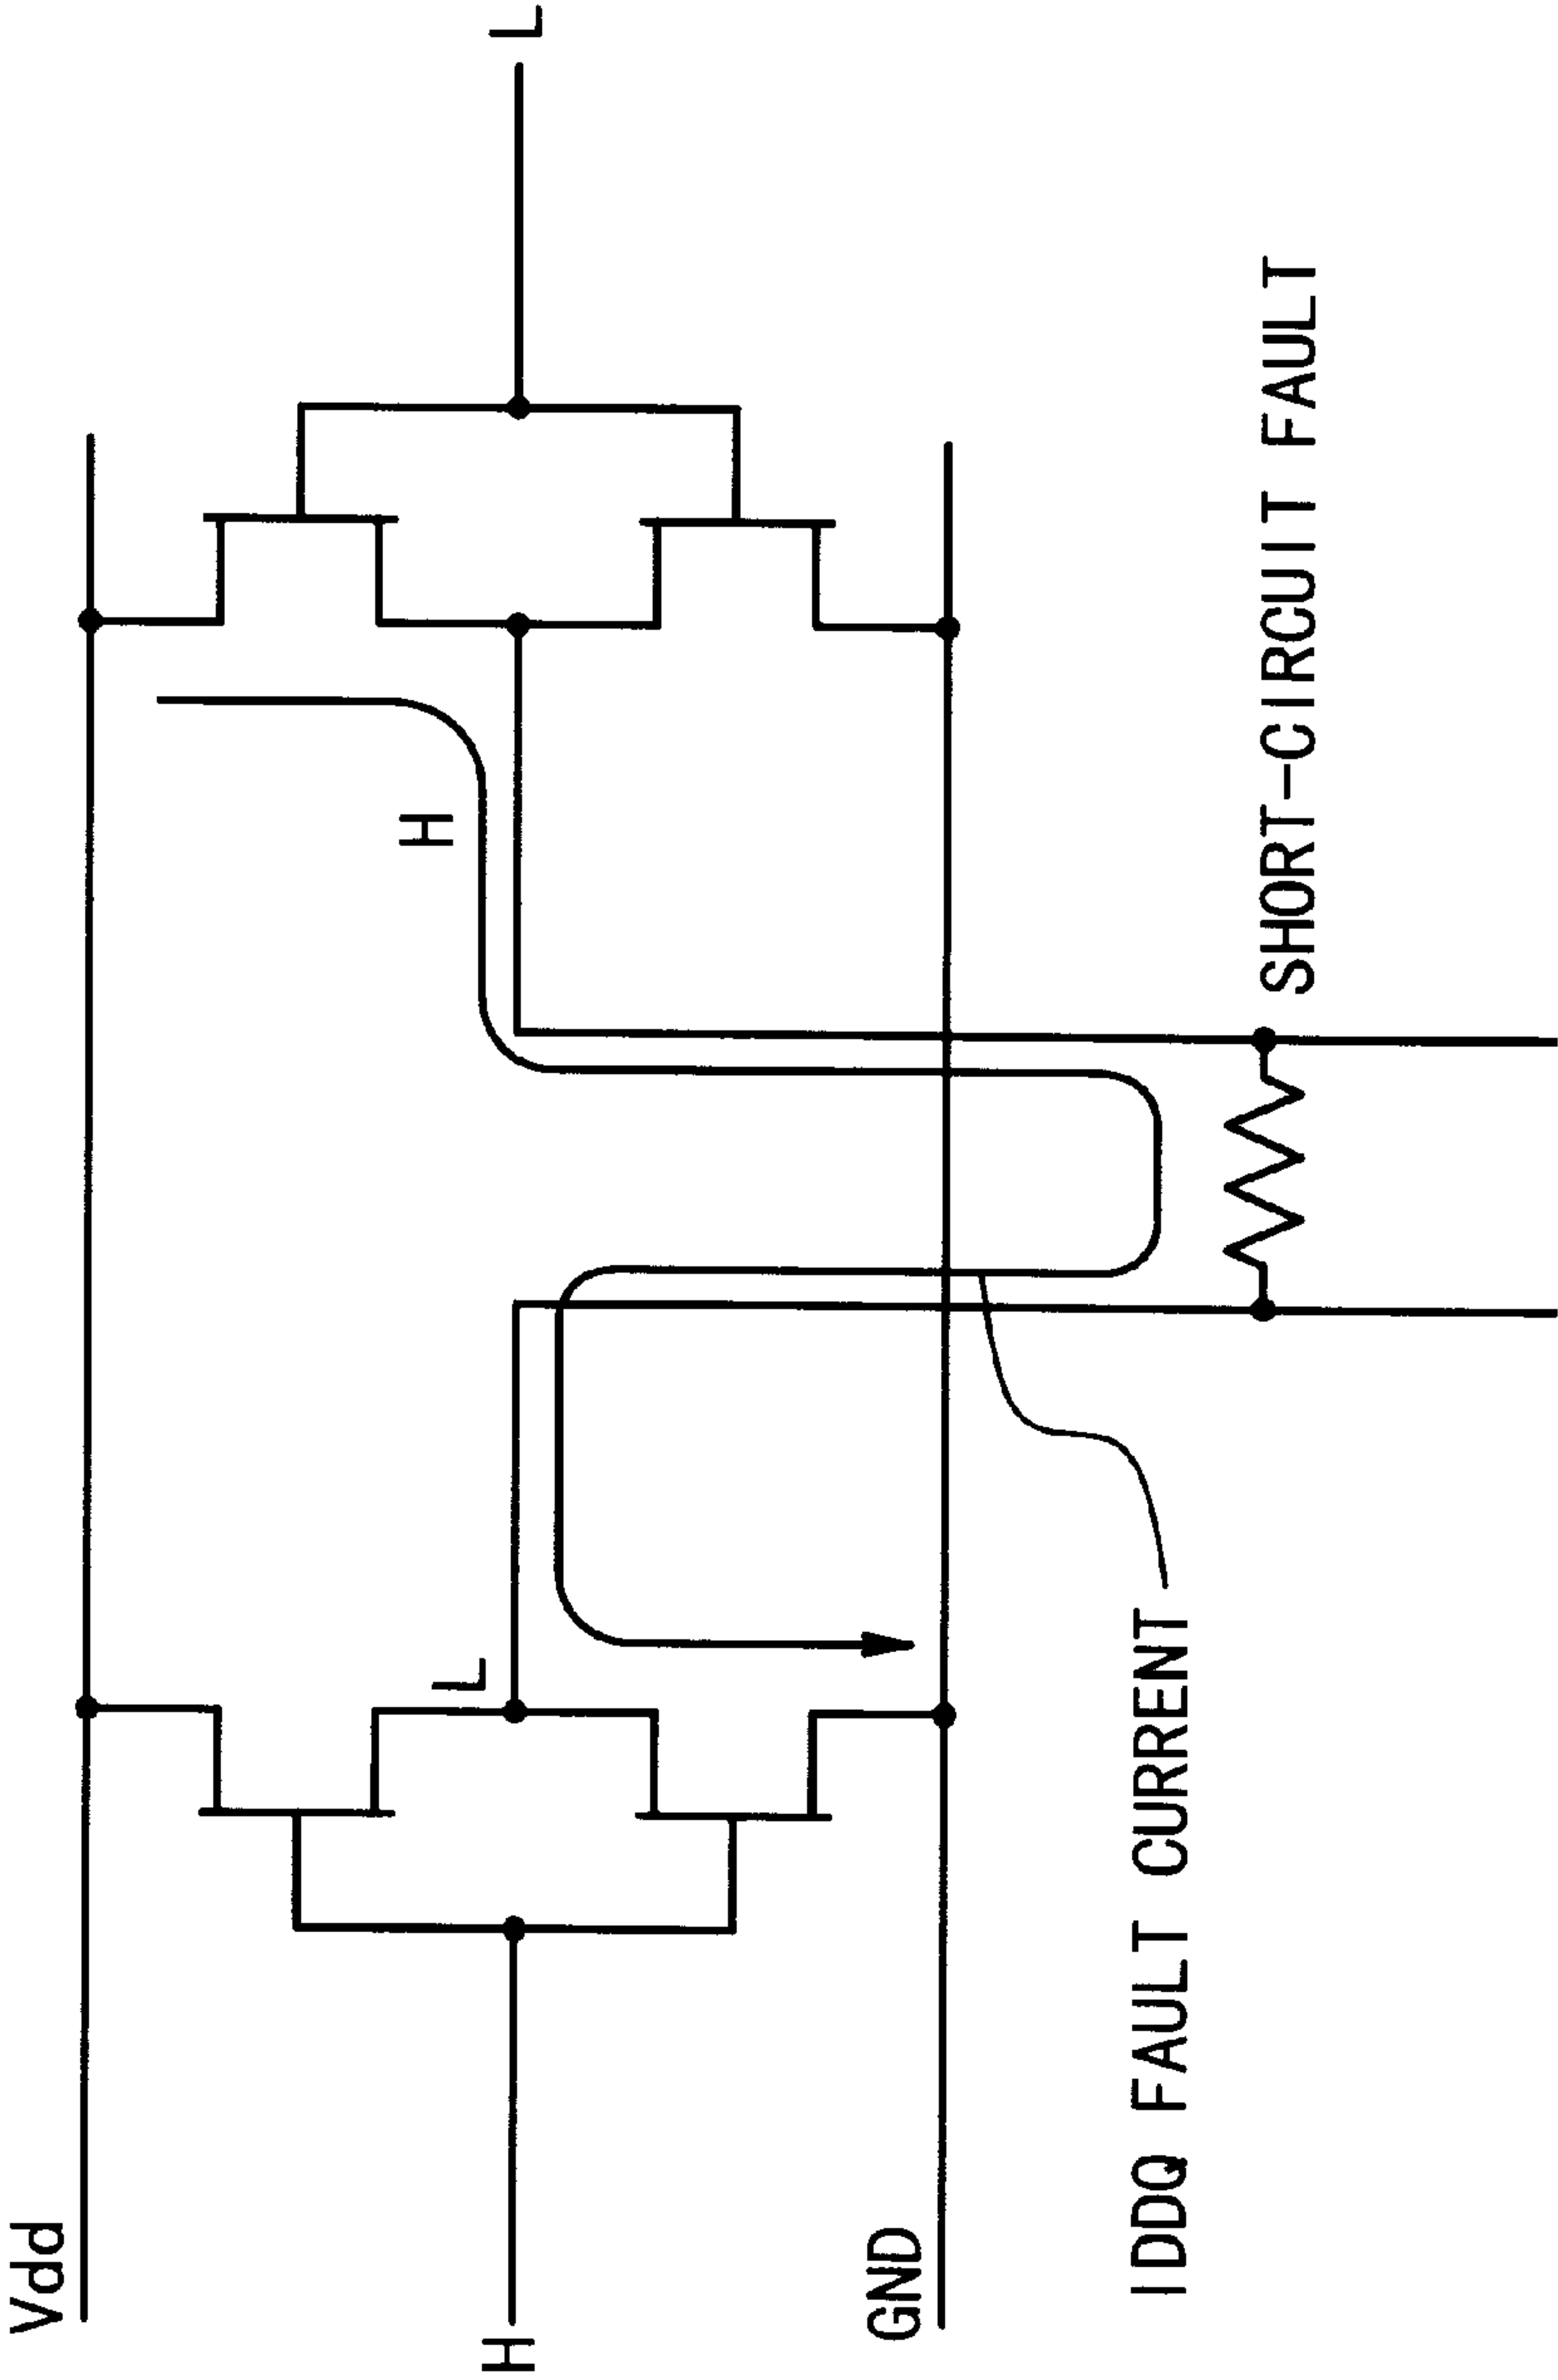 Vdd
H
L
H
L
GND
IDDQ FAULT CURRENT
SHORT-CIRCUIT FAULT